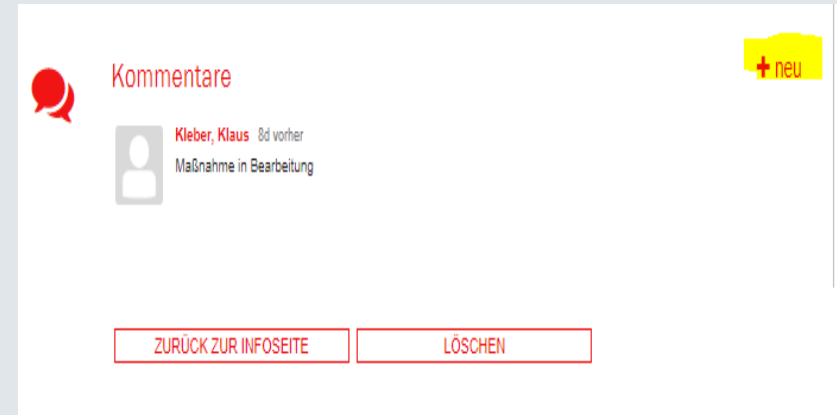 Kommentare
+ neu
Kleber, Klaus 8d vorher
Maßnahme in Bearbeitung
ZURÜCK ZUR INFOSEITE
LÖSCHEN